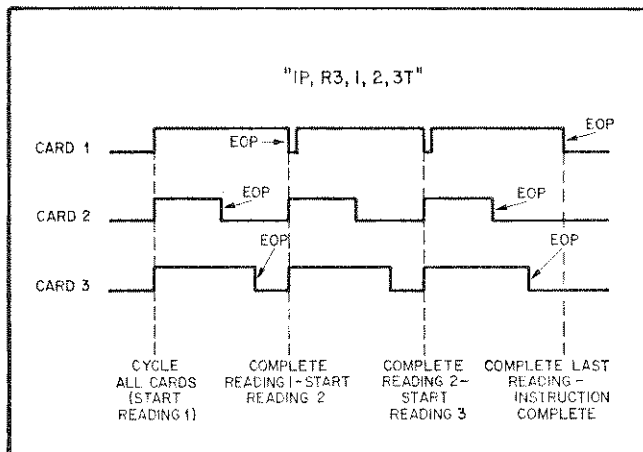 "IP, R3, 1, 2, 3T"
EOP
EOP
CARD 1
EOP
EOP
CARD 2
EOP
EOP
CARD 3
CYCLE
ALL CARDS
(START
READING 1)
COMPLETE
READING 1-START
READING 2
COMPLETE
READING 2-
START
READING 3
COMPLETE LAST
READING -
INSTRUCTION
COMPLETE